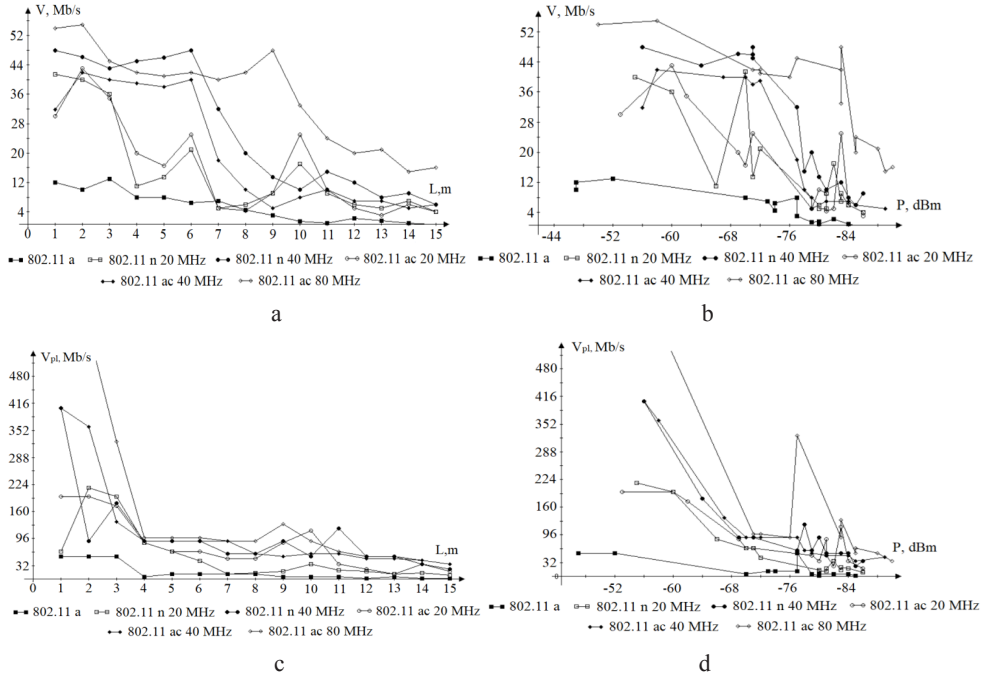 V, Mb/s
52
44
36
28
20
12
4
0
1 2 3 4 5 6 7 8 9 10 11 12 13 14 15
L,m
802.11 a 802.11 n 20 MHz 802.11 n 40 MHz 802.11 ac 20 MHz
802.11 ac 40 MHz 802.11 ac 80 MHz
a
V, Mb/s
52
44
36
28
20
12
4
-44 -52 -60 -68 -76 -84
P, dBm
802.11 a 802.11 n 20 MHz 802.11 n 40 MHz 802.11 ac 20 MHz
802.11 ac 40 MHz 802.11 ac 80 MHz
b
Vpl, Mb/s
480
416
352
288
224
160
96
32
0
1 2 3 4 5 6 7 8 9 10 11 12 13 14 15
L,m
802.11 a 802.11 n 20 MHz 802.11 n 40 MHz 802.11 ac 20 MHz
802.11 ac 40 MHz 802.11 ac 80 MHz
c
Vpl, Mb/s
480
416
352
288
224
160
96
32
-0
-52 -60 -68 -76 -84
P, dBm
802.11 a 802.11 n 20 MHz 802.11 n 40 MHz 802.11 ac 20 MHz
802.11 ac 40 MHz 802.11 ac 80 MHz
d